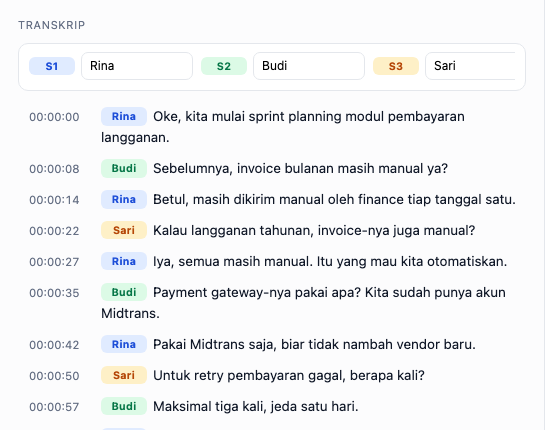 TRANSKRIP
S1 Rina S2 Budi S3 Sari
00:00:00 Rina Oke, kita mulai sprint planning modul pembayaran
langganan.
00:00:08 Budi Sebelumnya, invoice bulanan masih manual ya?
00:00:14 Rina Betul, masih dikirim manual oleh finance tiap tanggal satu.
00:00:22 Sari Kalau langganan tahunan, invoice-nya juga manual?
00:00:27 Rina Iya, semua masih manual. Itu yang mau kita otomatiskan.
00:00:35 Budi Payment gateway-nya pakai apa? Kita sudah punya akun
Midtrans.
00:00:42 Rina Pakai Midtrans saja, biar tidak nambah vendor baru.
00:00:50 Sari Untuk retry pembayaran gagal, berapa kali?
00:00:57 Budi Maksimal tiga kali, jeda satu hari.